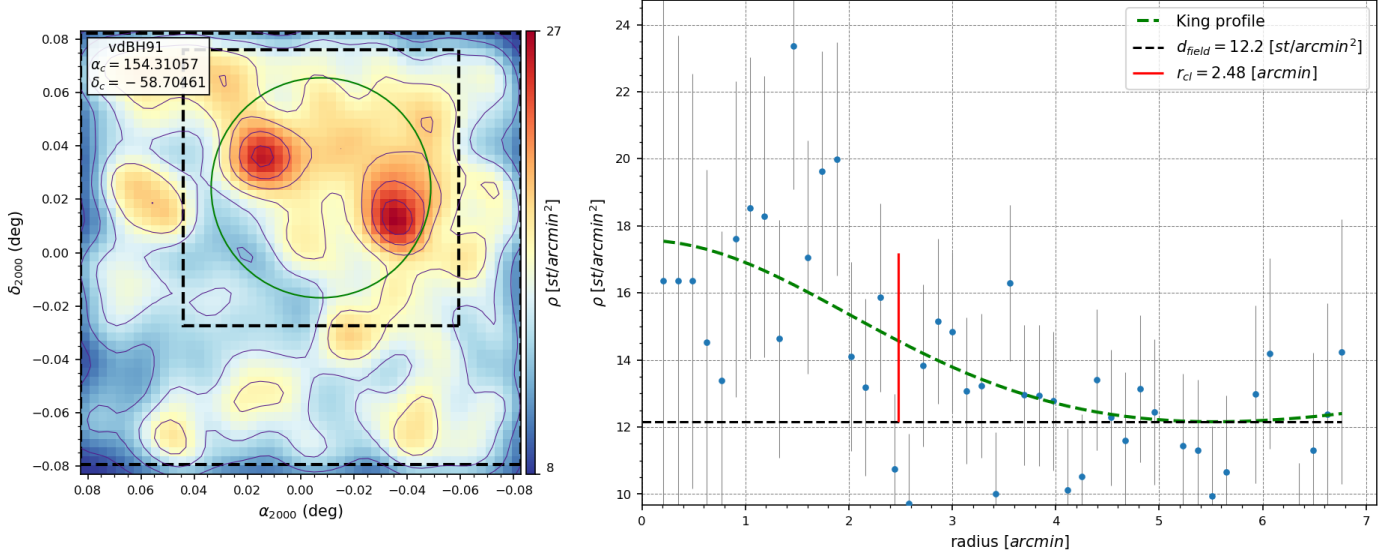 vdBH91
α_c = 154.31057
δ_c = − 58.70461
0.08
0.06
0.04
0.02
0.00
−0.02
−0.04
−0.06
−0.08
δ_2000 (deg)
0.08 0.06 0.04 0.02 0.00 −0.02 −0.04 −0.06 −0.08
α_2000 (deg)
27
ρ [st/arcmin²]
8
King profile
d_field = 12.2 [st/arcmin²]
r_cl = 2.48 [arcmin]
24
22
20
18
16
14
12
10
ρ [st/arcmin²]
0 1 2 3 4 5 6 7
radius [arcmin]